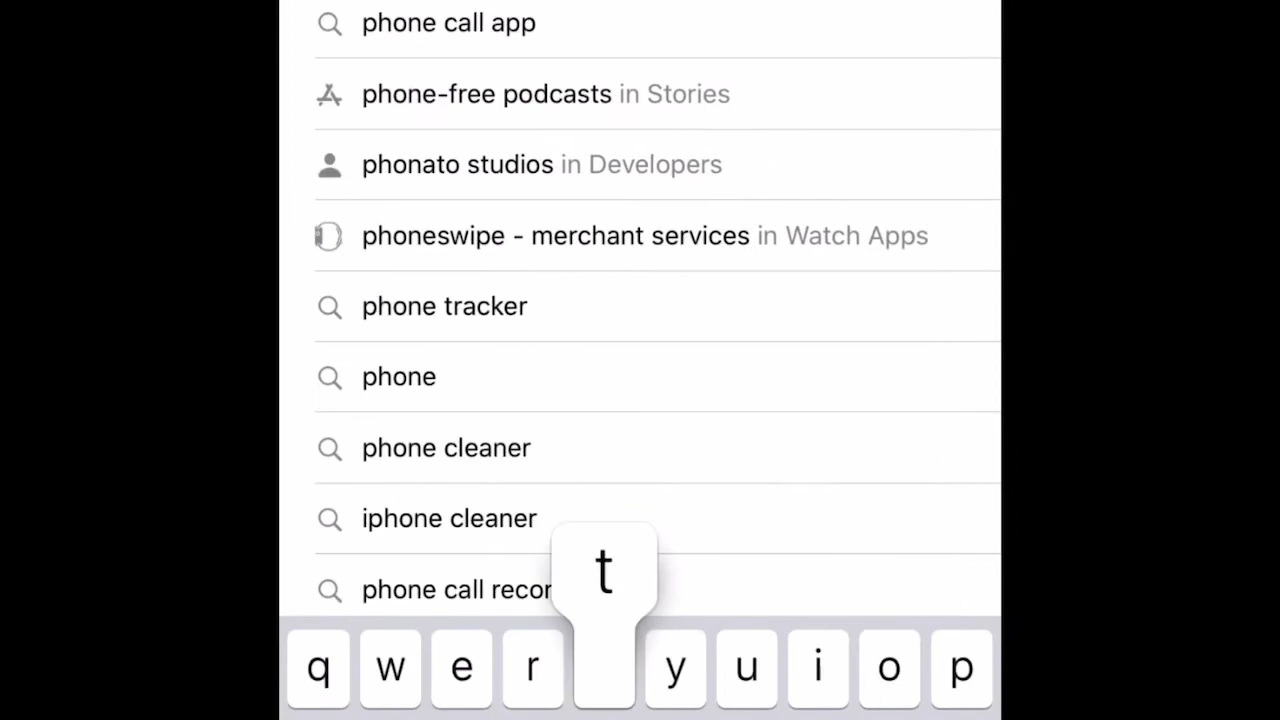 phone call app
phone-free podcasts in Stories
phonato studios in Developers
phoneswipe - merchant services in Watch Apps
phone tracker
phone
phone cleaner
iphone cleaner
phone call recor
t
q w e r y u i o p